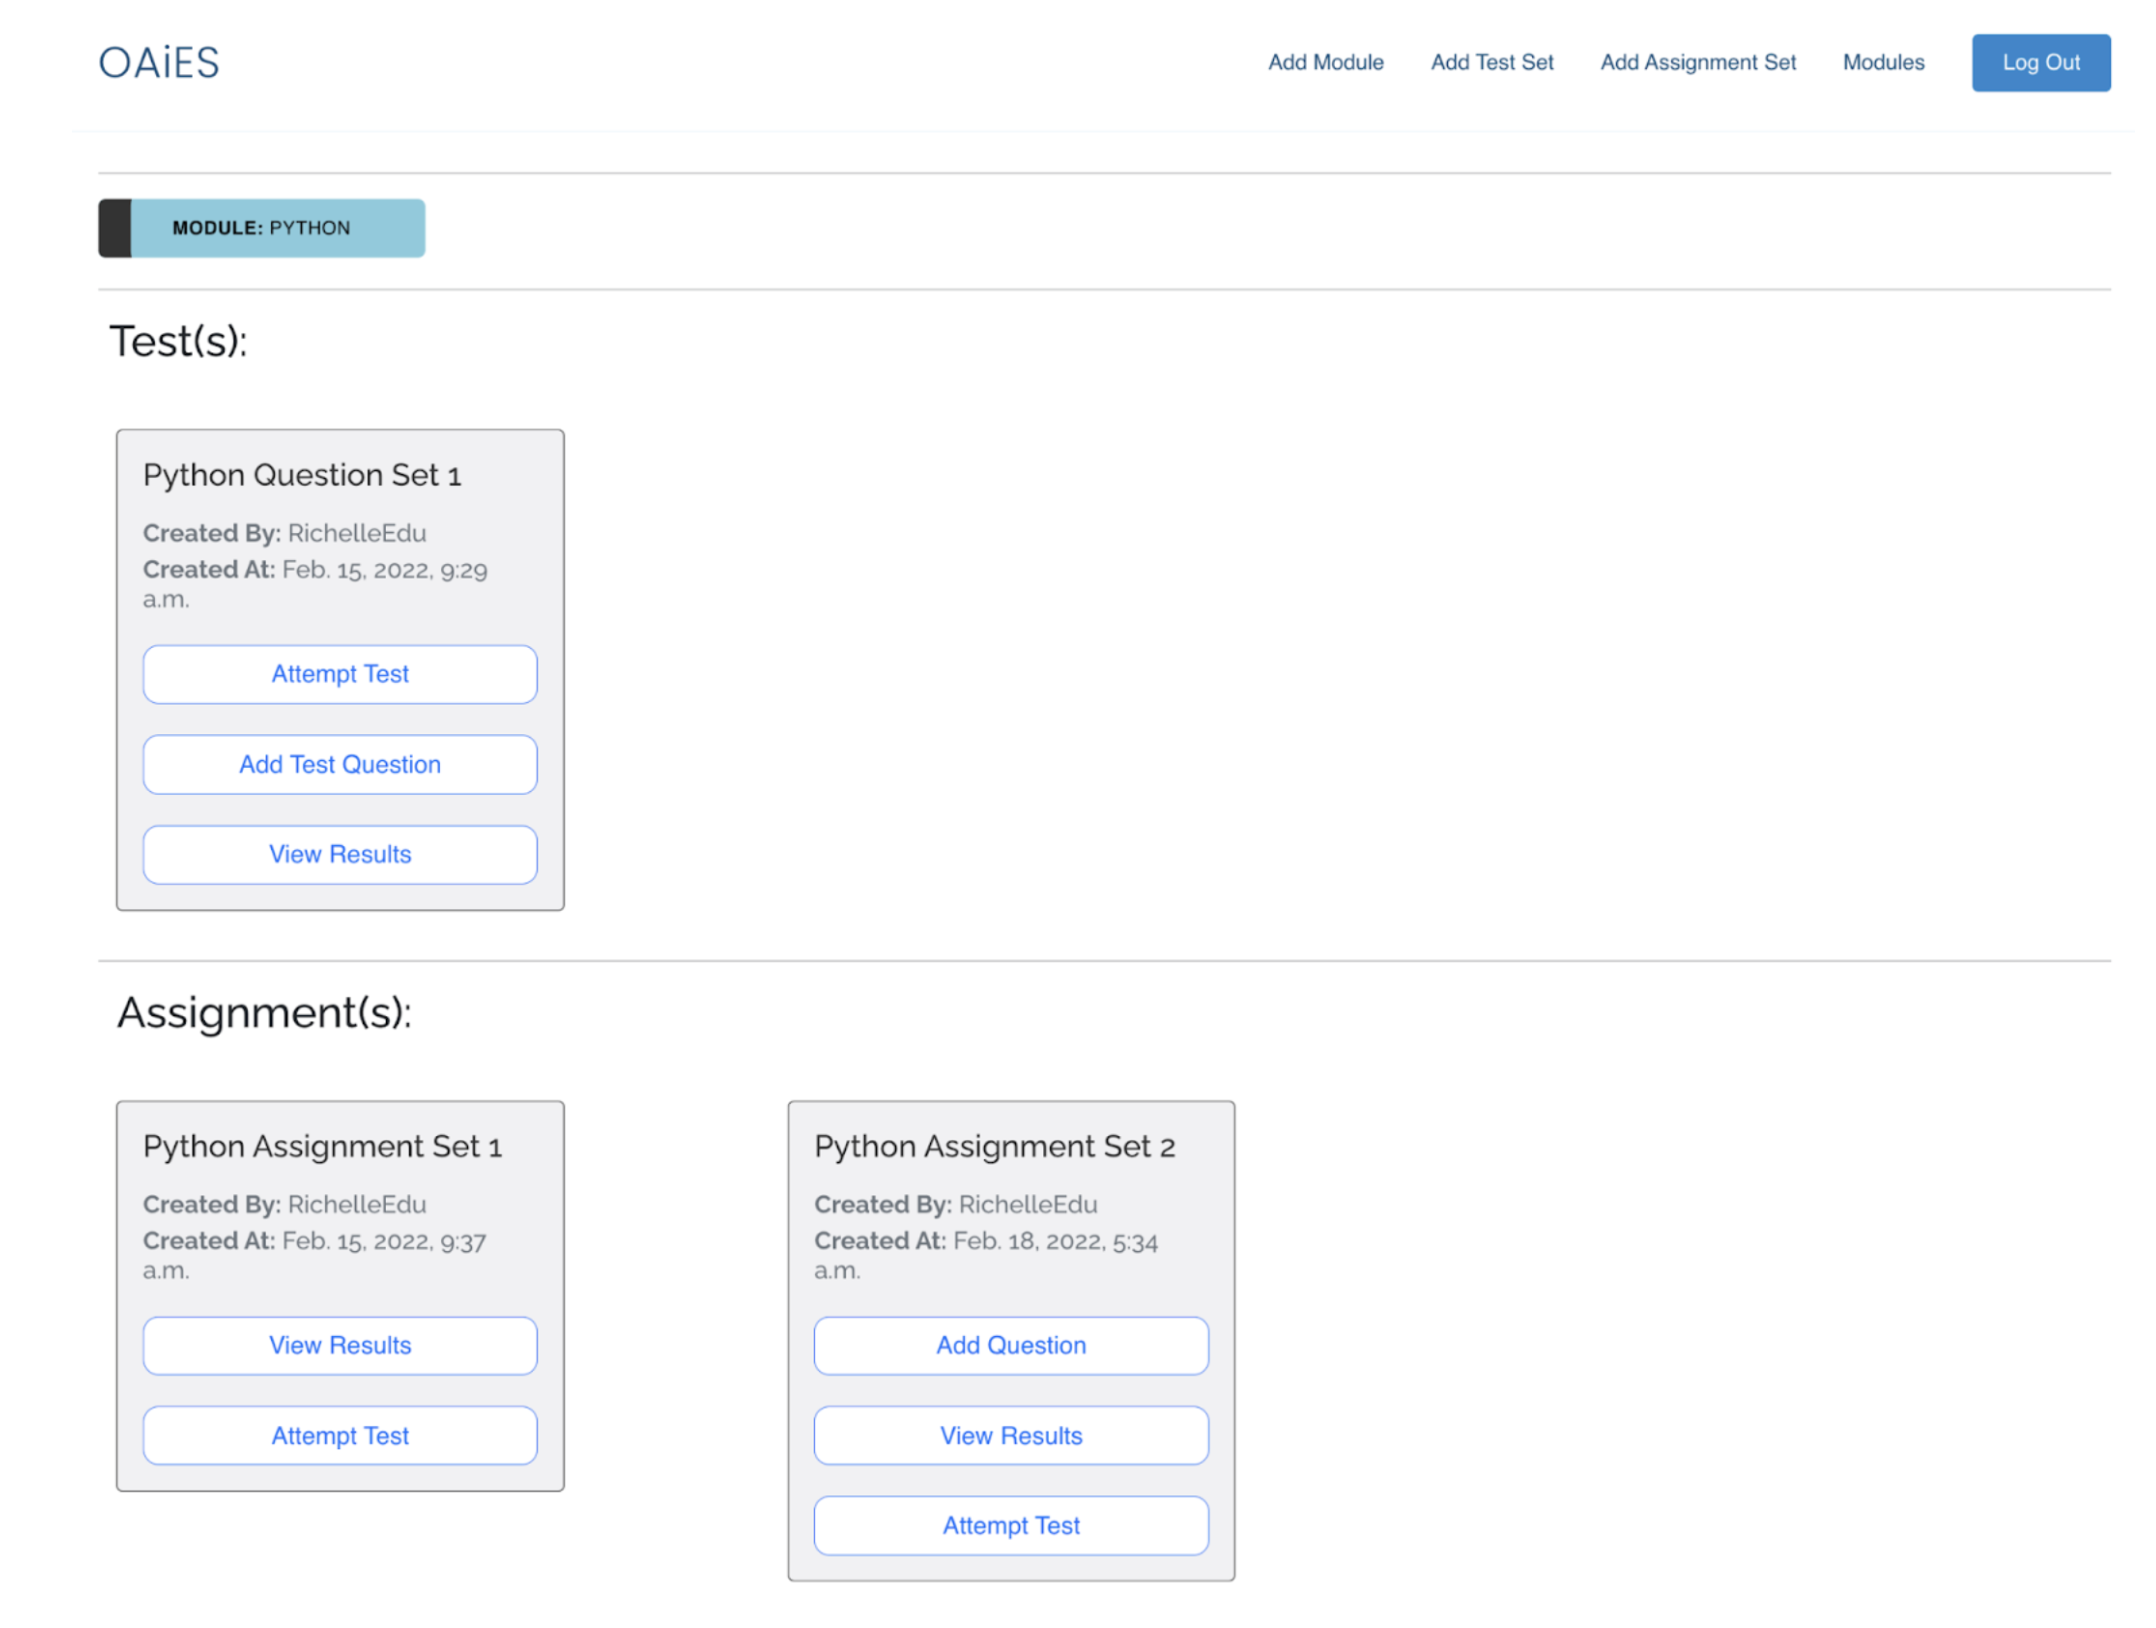 OAiES
Add Module
Add Test Set
Add Assignment Set
Modules
Log Out
MODULE: PYTHON
Test(s):
Python Question Set 1
Created By: RichelleEdu
Created At: Feb. 15, 2022, 9:29
a.m.
Attempt Test
Add Test Question
View Results
Assignment(s):
Python Assignment Set 1
Created By: RichelleEdu
Created At: Feb. 15, 2022, 9:37
a.m.
View Results
Attempt Test
Python Assignment Set 2
Created By: RichelleEdu
Created At: Feb. 18, 2022, 5:34
a.m.
Add Question
View Results
Attempt Test